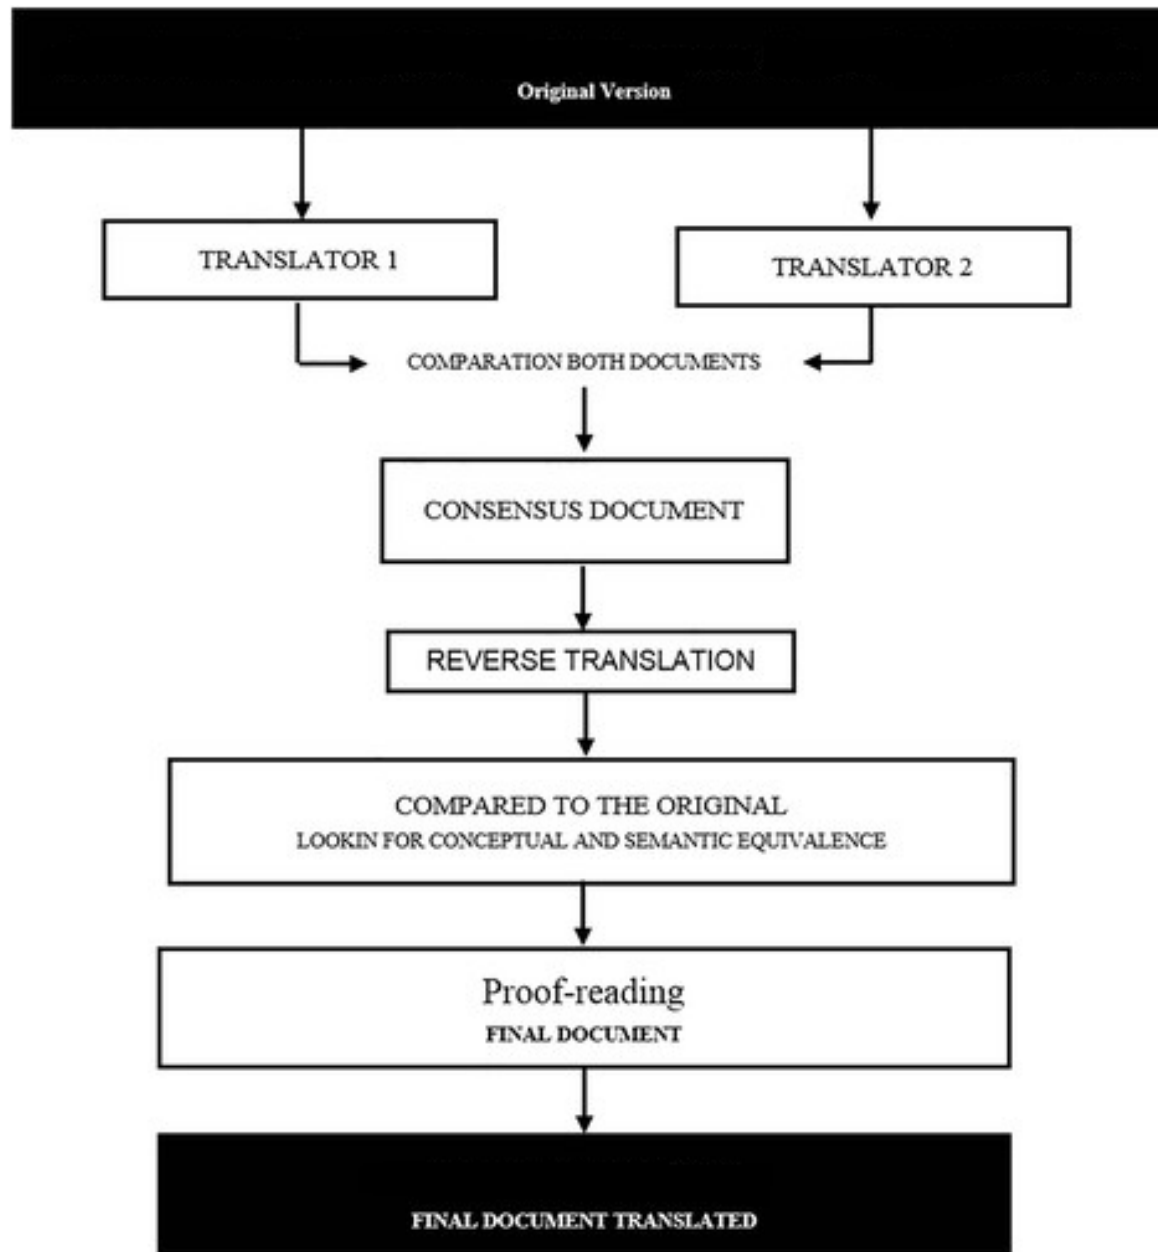 Original Version
TRANSLATOR 1
TRANSLATOR 2
COMPARATION BOTH DOCUMENTS
CONSENSUS DOCUMENT
REVERSE TRANSLATION
COMPARED TO THE ORIGINAL
LOOKIN FOR CONCEPTUAL AND SEMANTIC EQUIVALENCE
Proof-reading
FINAL DOCUMENT
FINAL DOCUMENT TRANSLATED